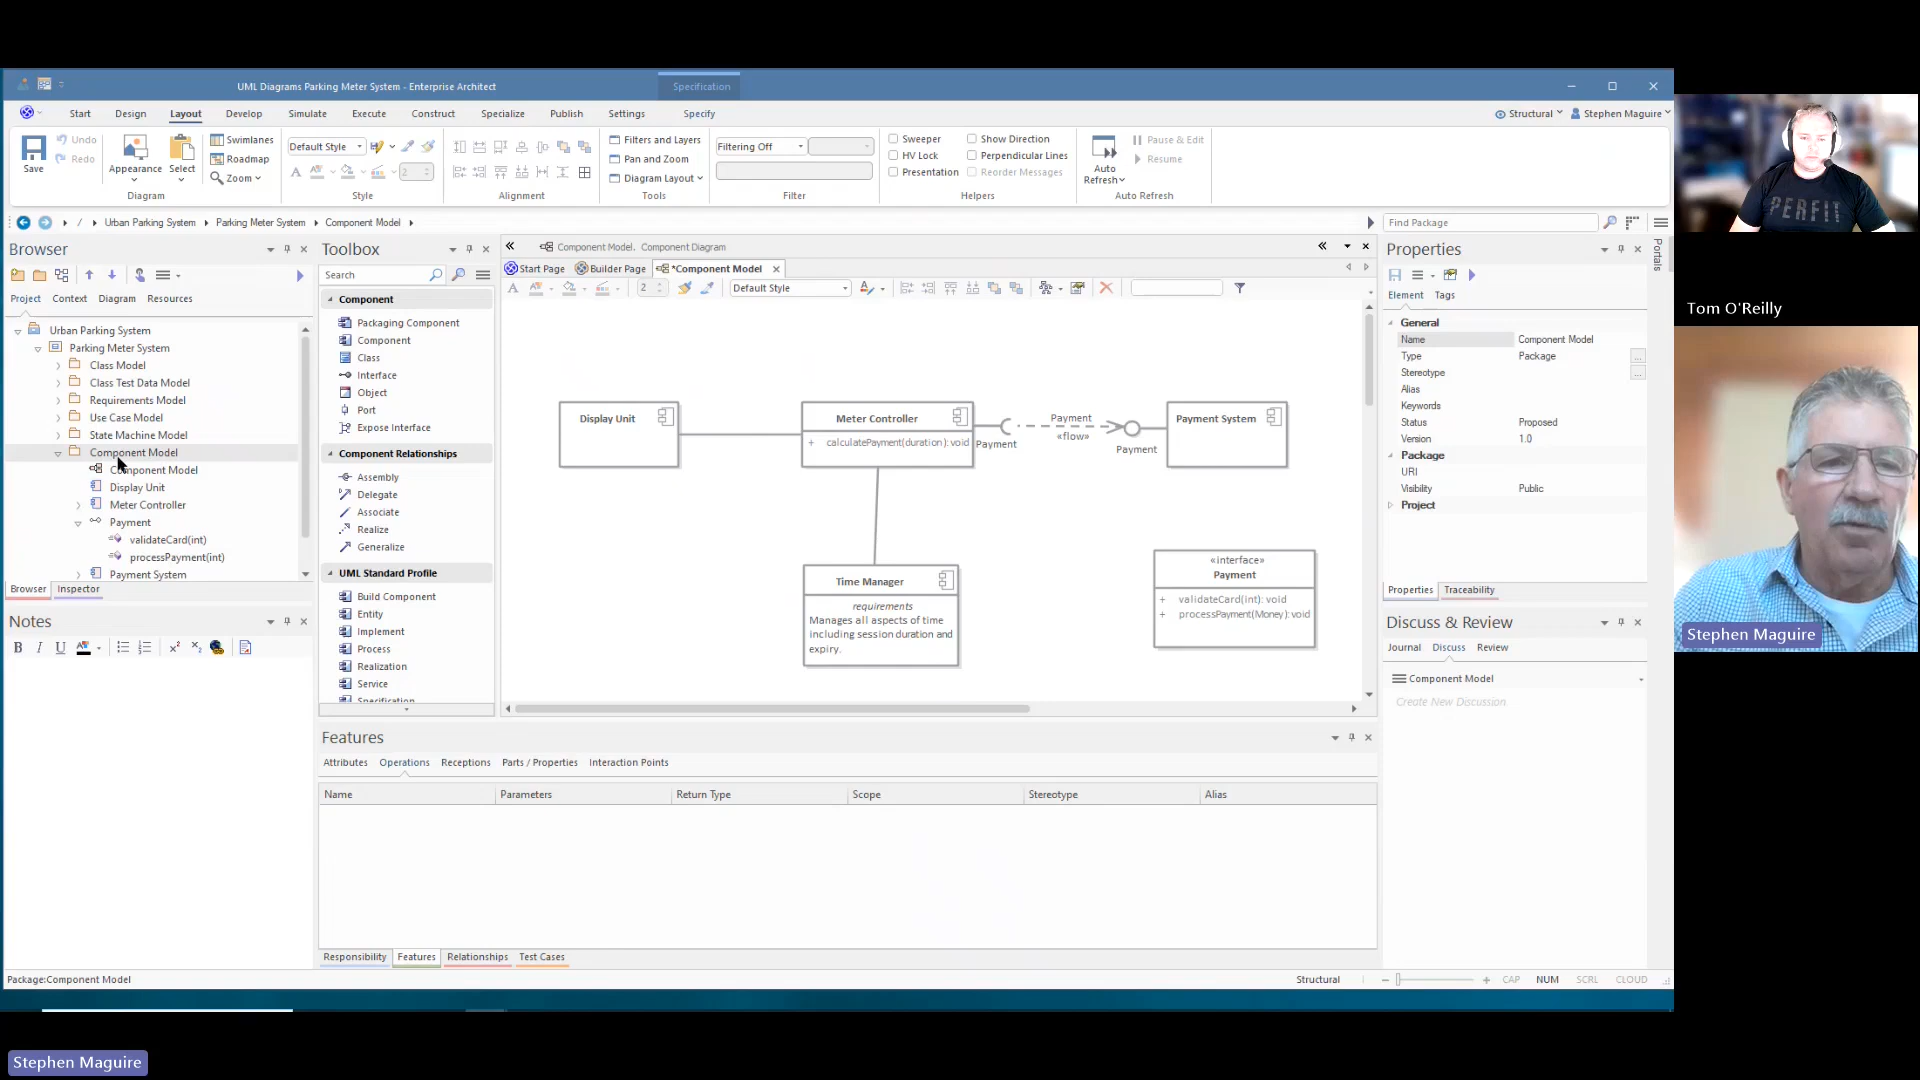 UML Diagrams Parking Meter System - Enterprise Architect
Specification
Start Design Layout Develop Simulate Execute Construct Specialize Publish Settings Specify
Structural Stephen Maguire
Save
Undo
Redo
Appearance
Select
Swimlanes
Roadmap
Zoom
Diagram
Default Style
2
Style
Alignment
Filters and Layers
Pan and Zoom
Diagram Layout
Tools
Filtering Off
Filter
Sweeper
HV Lock
Presentation
Show Direction
Perpendicular Lines
Reorder Messages
Helpers
Auto
Refresh
Pause & Edit
Resume
Auto Refresh
/ Urban Parking System Parking Meter System Component Model
Find Package
Portals
Browser
Project Context Diagram Resources
Urban Parking System
Parking Meter System
Class Model
Class Test Data Model
Requirements Model
Use Case Model
State Machine Model
Component Model
Component Model
Display Unit
Meter Controller
Payment
validateCard(int)
processPayment(int)
Payment System
Browser Inspector
Notes
B I U A
Toolbox
Search
Component
Packaging Component
Component
Class
Interface
Object
Port
Expose Interface
Component Relationships
Assembly
Delegate
Associate
Realize
Generalize
UML Standard Profile
Build Component
Entity
Implement
Process
Realization
Service
Specification
Component Model. Component Diagram
Start Page Builder Page *Component Model
2 Default Style
Display Unit
Meter Controller
+ calculatePayment(duration): void
Payment
Payment
«flow»
Payment
Payment System
Time Manager
requirements
Manages all aspects of time
including session duration and
expiry.
«interface»
Payment
+ validateCard(int): void
+ processPayment(Money): void
Features
Attributes Operations Receptions Parts / Properties Interaction Points
Name Parameters Return Type Scope Stereotype Alias
Responsibility Features Relationships Test Cases
Properties
Element Tags
General
Name Component Model
Type Package
Stereotype
Alias
Keywords
Status Proposed
Version 1.0
Package
URI
Visibility Public
Project
Properties Traceability
Discuss & Review
Journal Discuss Review
Component Model
Create New Discussion
Package:Component Model
Structural
CAP NUM SCRL CLOUD
PERFIT
Tom O'Reilly
Stephen Maguire
Stephen Maguire